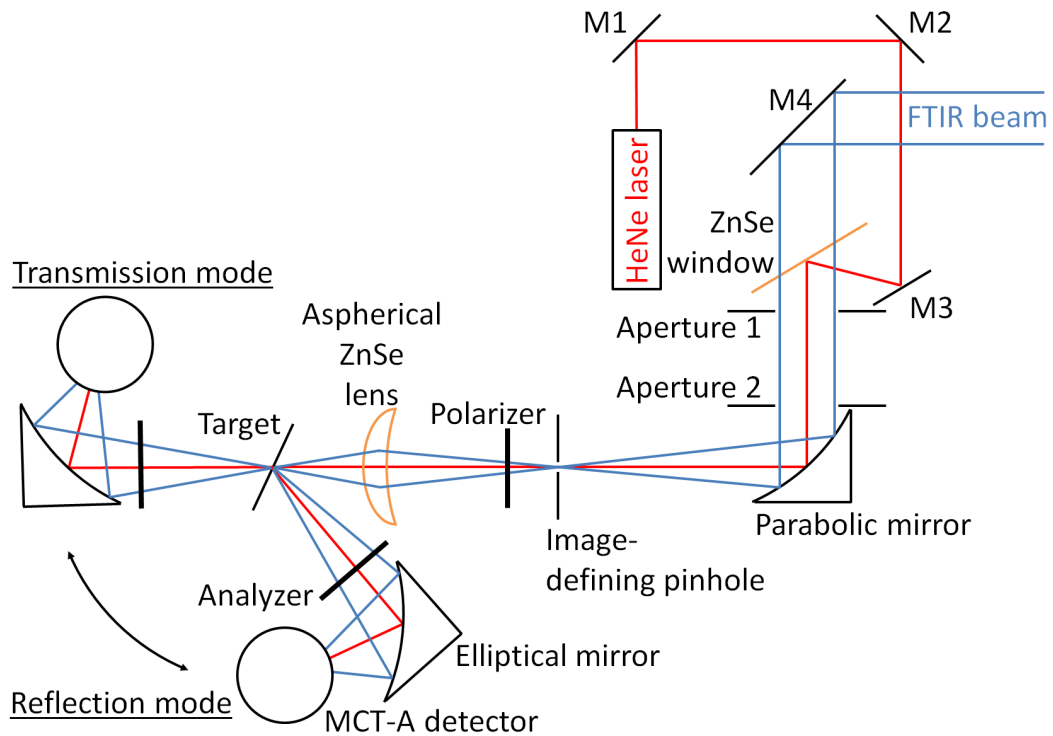 M1
M2
M4
FTIR beam
HeNe laser
ZnSe
window
M3
Transmission mode
Aspherical
ZnSe
lens
Aperture 1
Aperture 2
Target
Polarizer
Parabolic mirror
Image-
defining pinhole
Analyzer
Elliptical mirror
Reflection mode
MCT-A detector